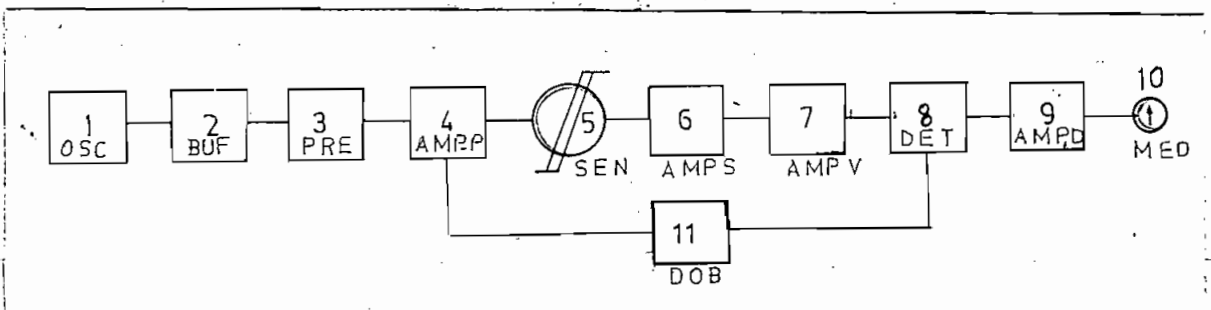 1
OSC
2
BUF
3
PRE
4
AMPP
5
SEN
6
AMPS
7
AMPV
8
DET
9
AMPD
10
MED
11
DOB